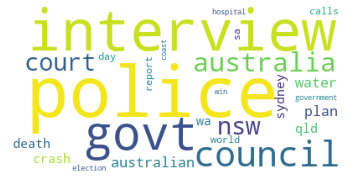 hospital
calls
interview
day
sa
court
australia
coast
report
water
police
win
sydney
government
plan
govt
wa
nsw
qld
death
world
council
crash
australian
election